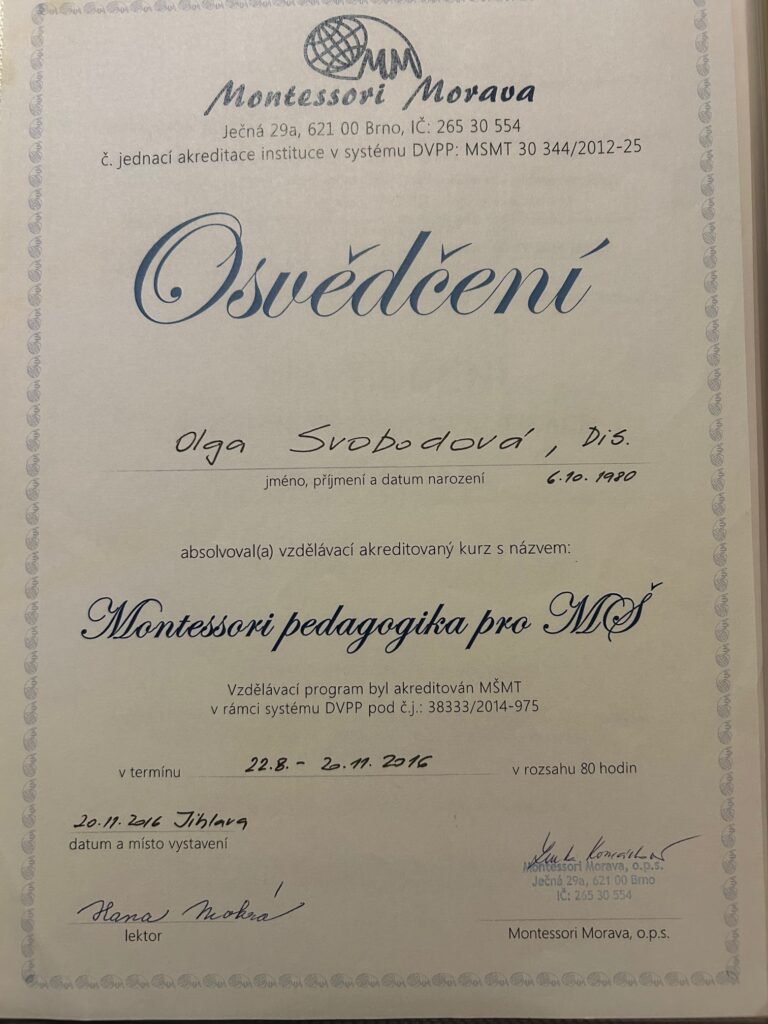 MM
Montessori Morava
Ječná 29a, 621 00 Brno, IČ: 265 30 554
č. jednací akreditace instituce v systému DVPP: MSMT 30 344/2012-25
Osvědčení
Olga Svobodová, Dis.
jméno, příjmení a datum narození 6.10.1980
absolvoval(a) vzdělávací akreditovaný kurz s názvem:
Montessori pedagogika pro MŠ
Vzdělávací program byl akreditován MŠMT
v rámci systému DVPP pod č.j.: 38333/2014-975
v termínu 22.8.- 20.11.2016 v rozsahu 80 hodin
20.11.2016 Jihlava
datum a místo vystavení
Montessori Morava, o.p.s.
Ječná 29a, 621 00 Brno
IČ: 265 30 554
Hana Mokrá
lektor
Montessori Morava, o.p.s.